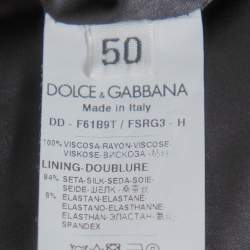 50
DOLCE & GABBANA
Made in Italy
DD - F61B9T / FSRG3 - H
100% VISCOSA-RAYON-VISCOSE-
VISKOSE-ВИСКОЗА
LINING-DOUBLURE
SETA-SILK-SEDA-SOIE-
SEIDE-ШЕЛК
ELASTAN-ELASTANE-
ELASTANO-ELASTHANNE-
ELASTHAN-ЭЛАСТАН
SPANDEX